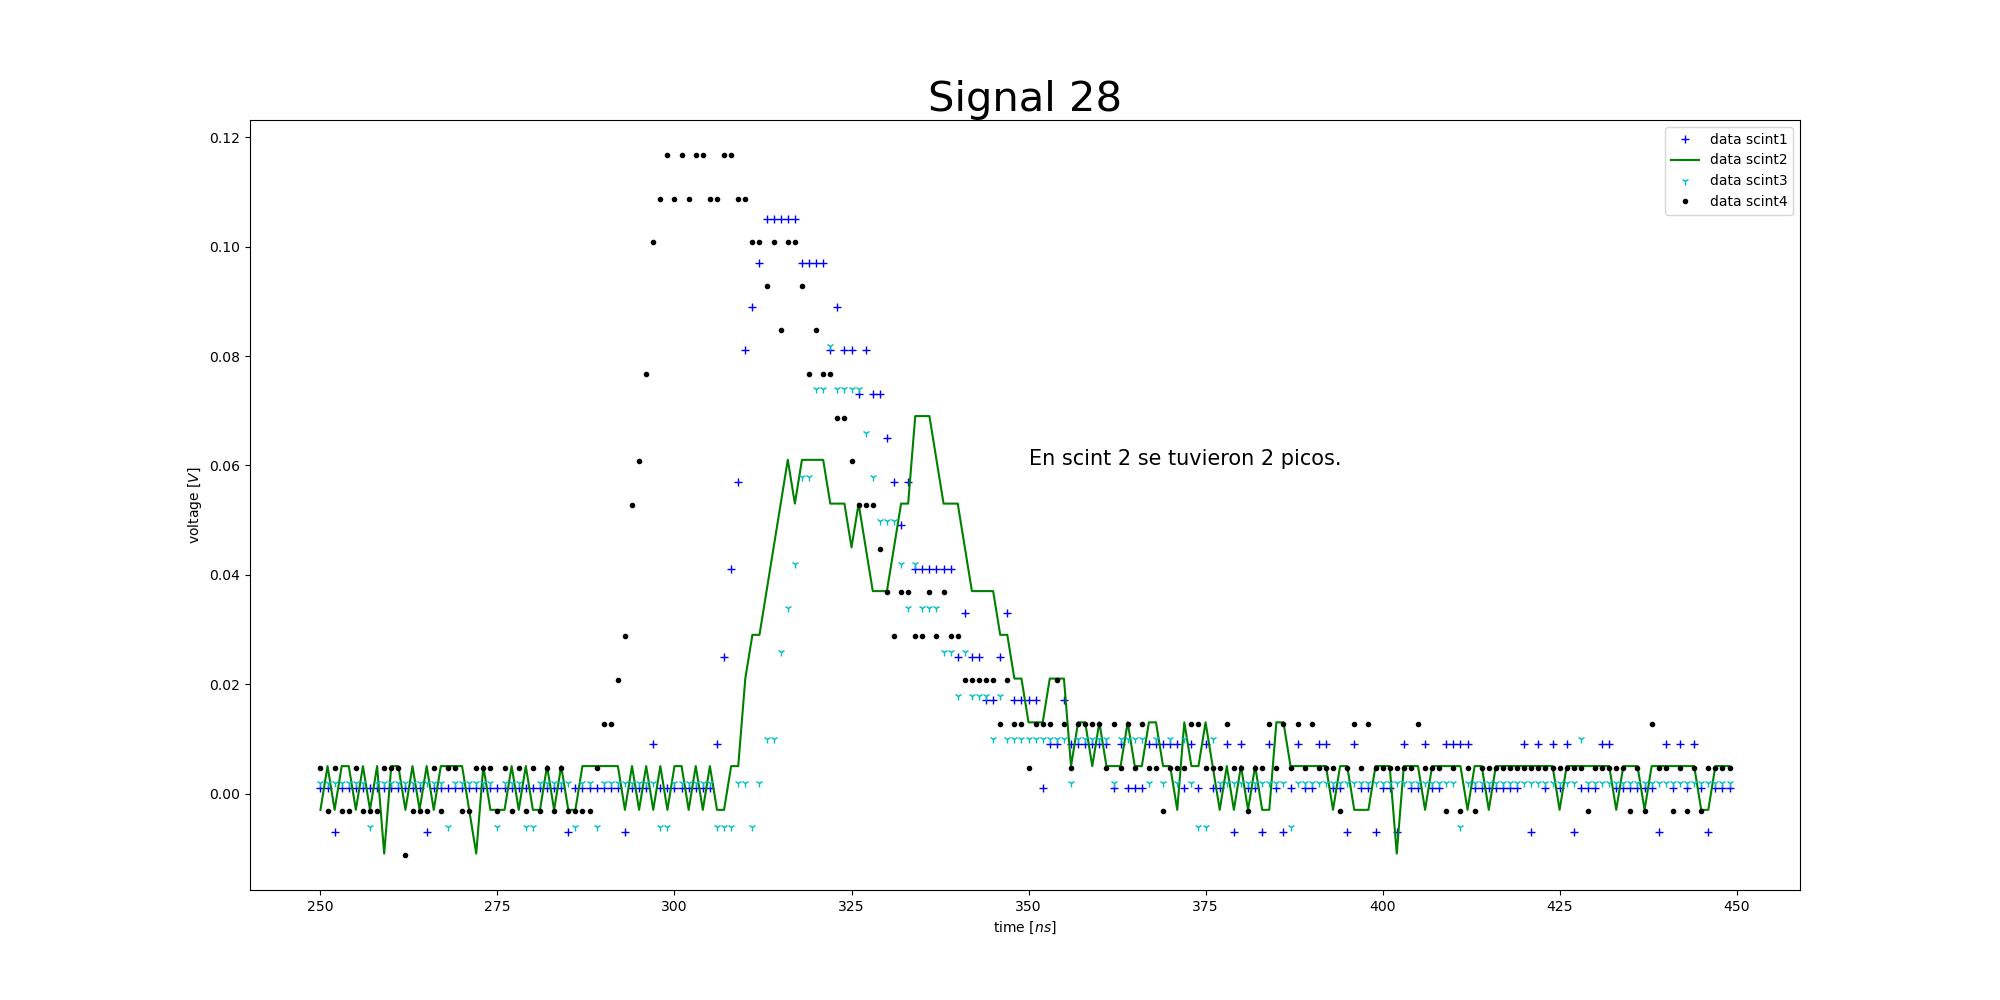 Signal 28
0.12
0.10
0.08
0.06
0.04
0.02
0.00
voltage [V]
data scint1
data scint2
data scint3
data scint4
En scint 2 se tuvieron 2 picos.
250 275 300 325 350 375 400 425 450
time [ns]